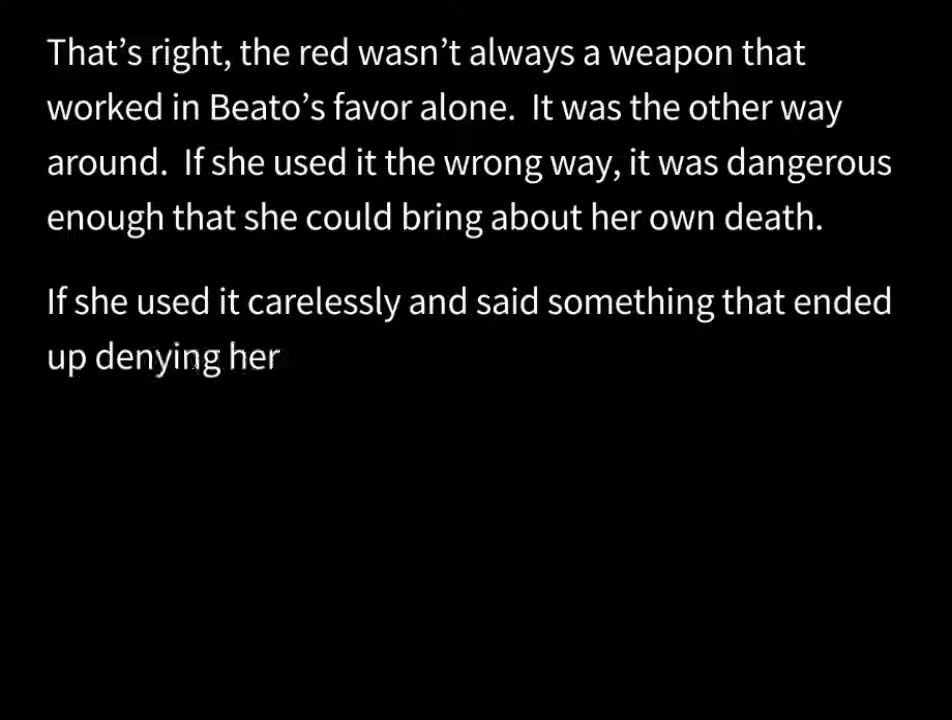 That’s right, the red wasn’t always a weapon that
worked in Beato’s favor alone.  It was the other way
around.  If she used it the wrong way, it was dangerous
enough that she could bring about her own death.
If she used it carelessly and said something that ended
up denying her